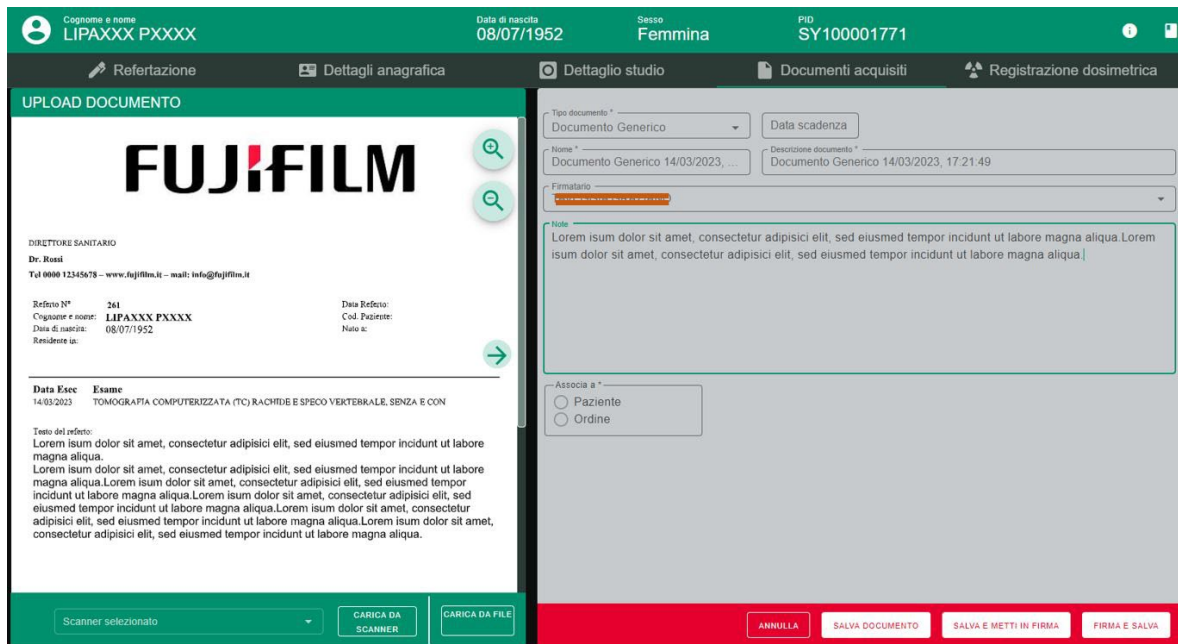 Cognome e nome
LIPAXXX PXXXX
Data di nascita
08/07/1952
Sesso
Femmina
PID
SY100001771
Refertazione
Dettagli anagrafica
Dettaglio studio
Documenti acquisiti
Registrazione dosimetrica
UPLOAD DOCUMENTO
FUJIFILM
DIRETTORE SANITARIO
Dr. Rossi
Tel 0000 12345678 – www.fujifilm.it – mail: info@fujifilm.it
Referto N° 261
Data Referto:
Cognome e nome: LIPAXXX PXXXX
Cod. Paziente:
Data di nascita: 08/07/1952
Nato a:
Residente in:
Data Esec Esame
14/03/2023 TOMOGRAFIA COMPUTERIZZATA (TC) RACHIDE E SPECO VERTEBRALE, SENZA E CON
Testo del referto:
Lorem isum dolor sit amet, consectetur adipisici elit, sed eiusmed tempor incidunt ut labore
magna aliqua.
Lorem isum dolor sit amet, consectetur adipisici elit, sed eiusmed tempor incidunt ut labore
magna aliqua.Lorem isum dolor sit amet, consectetur adipisici elit, sed eiusmed tempor
incidunt ut labore magna aliqua.Lorem isum dolor sit amet, consectetur adipisici elit, sed
eiusmed tempor incidunt ut labore magna aliqua.Lorem isum dolor sit amet, consectetur
adipisici elit, sed eiusmed tempor incidunt ut labore magna aliqua.Lorem isum dolor sit amet,
consectetur adipisici elit, sed eiusmed tempor incidunt ut labore magna aliqua.
Scanner selezionato
CARICA DA
SCANNER
CARICA DA FILE
Tipo documento *
Documento Generico
Data scadenza
Nome *
Documento Generico 14/03/2023, ...
Descrizione documento *
Documento Generico 14/03/2023, 17:21:49
Firmatario
Note
Lorem isum dolor sit amet, consectetur adipisici elit, sed eiusmed tempor incidunt ut labore magna aliqua.Lorem
isum dolor sit amet, consectetur adipisici elit, sed eiusmed tempor incidunt ut labore magna aliqua.
Associa a *
Paziente
Ordine
ANNULLA
SALVA DOCUMENTO
SALVA E METTI IN FIRMA
FIRMA E SALVA